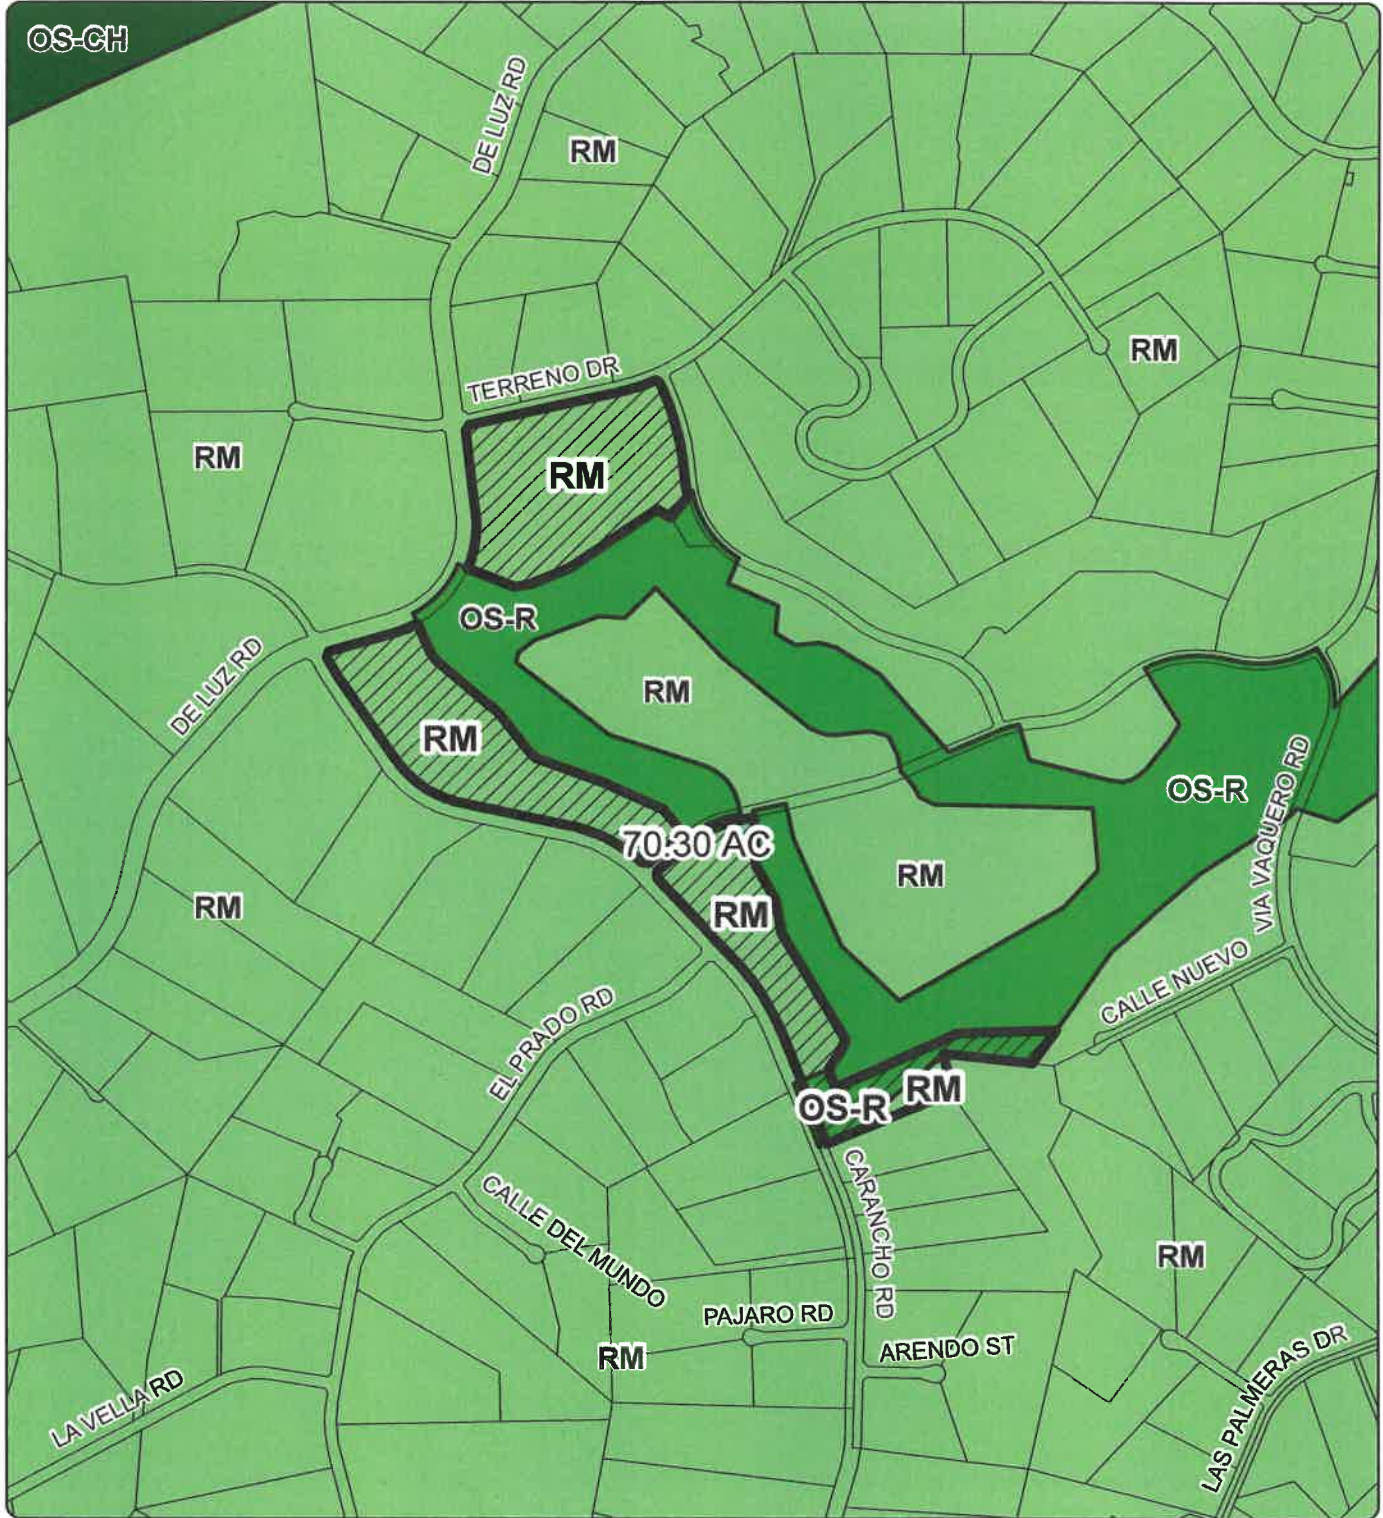 OS-CH
DE LUZ RD
RM
RM
TERRENO DR
RM
RM
OS-R
DE LUZ RD
RM
RM
OS-R
VIA VAQUERO RD
70.30 AC
RM
RM
RM
CALLE NUEVO
EL PRADO RD
OS-R
RM
CARANCHO RD
CALLE DEL MUNDO
RM
PAJARO RD
ARENDO ST
RM
LA VELLA RD
LAS PALMERAS DR